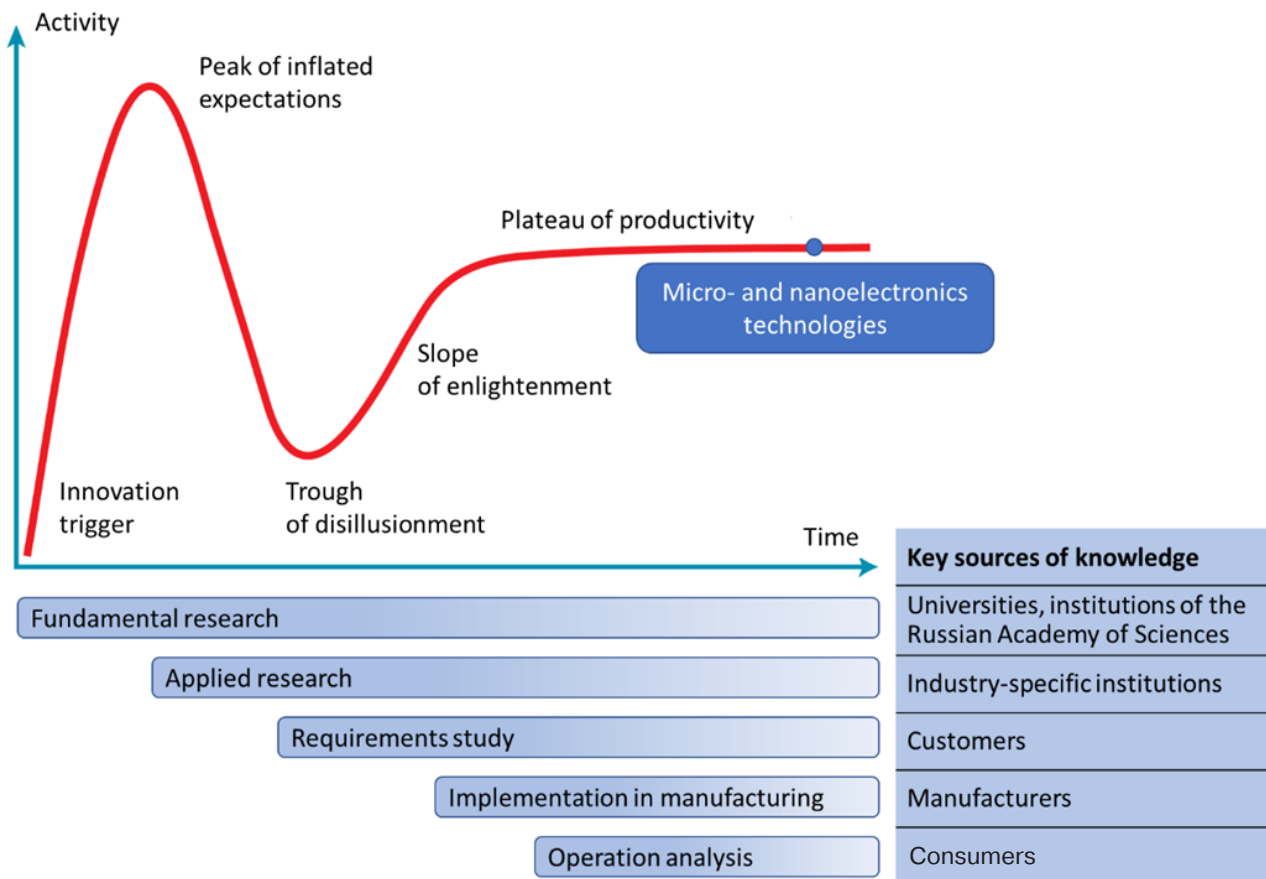 Activity
Peak of inflated
expectations
Plateau of productivity
Micro- and nanoelectronics
technologies
Slope
of enlightenment
Innovation
trigger
Trough
of disillusionment
Time
Key sources of knowledge
Fundamental research
Universities, institutions of the
Russian Academy of Sciences
Applied research
Industry-specific institutions
Requirements study
Customers
Implementation in manufacturing
Manufacturers
Operation analysis
Consumers